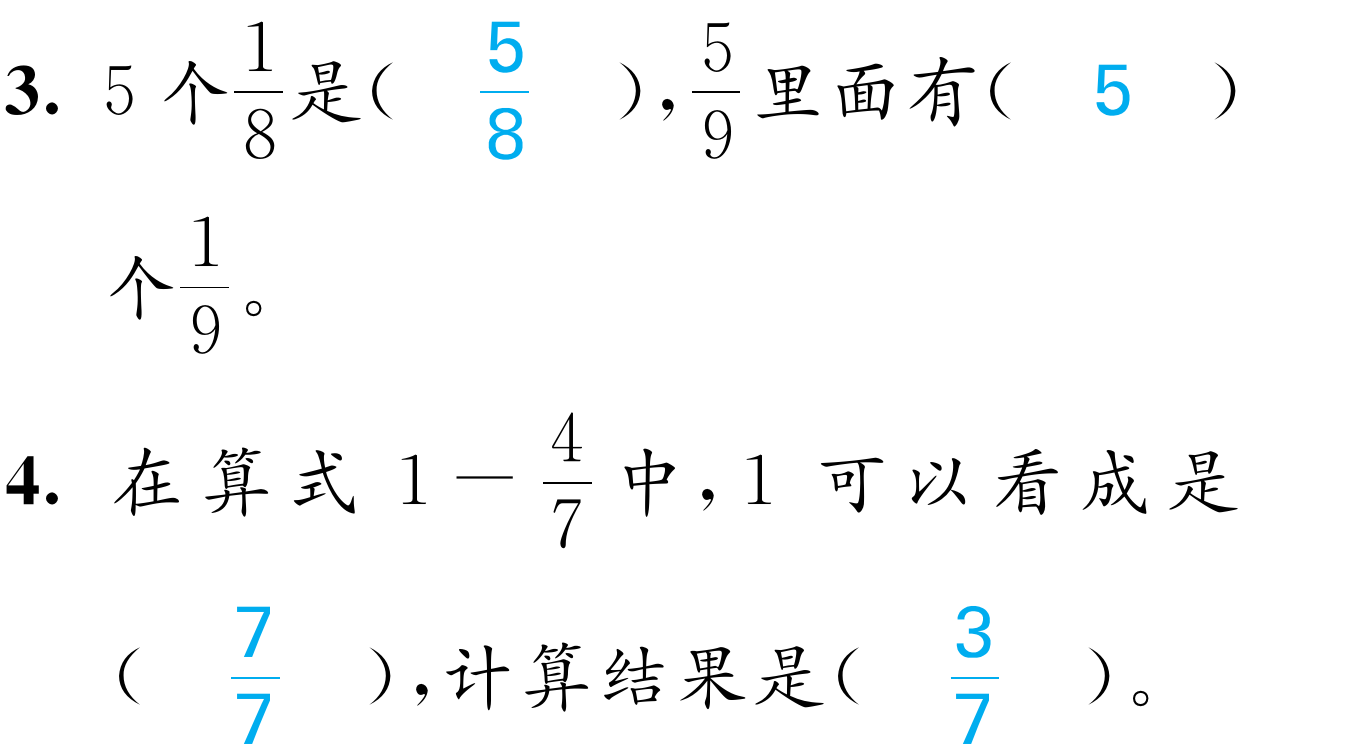 3. 5 个 1/8 是( 5/8 ),5/9 里面有( 5 )
个 1/9 。
4. 在算式 1 − 4/7 中,1 可以看成是
( 7/7 ),计算结果是( 3/7 )。